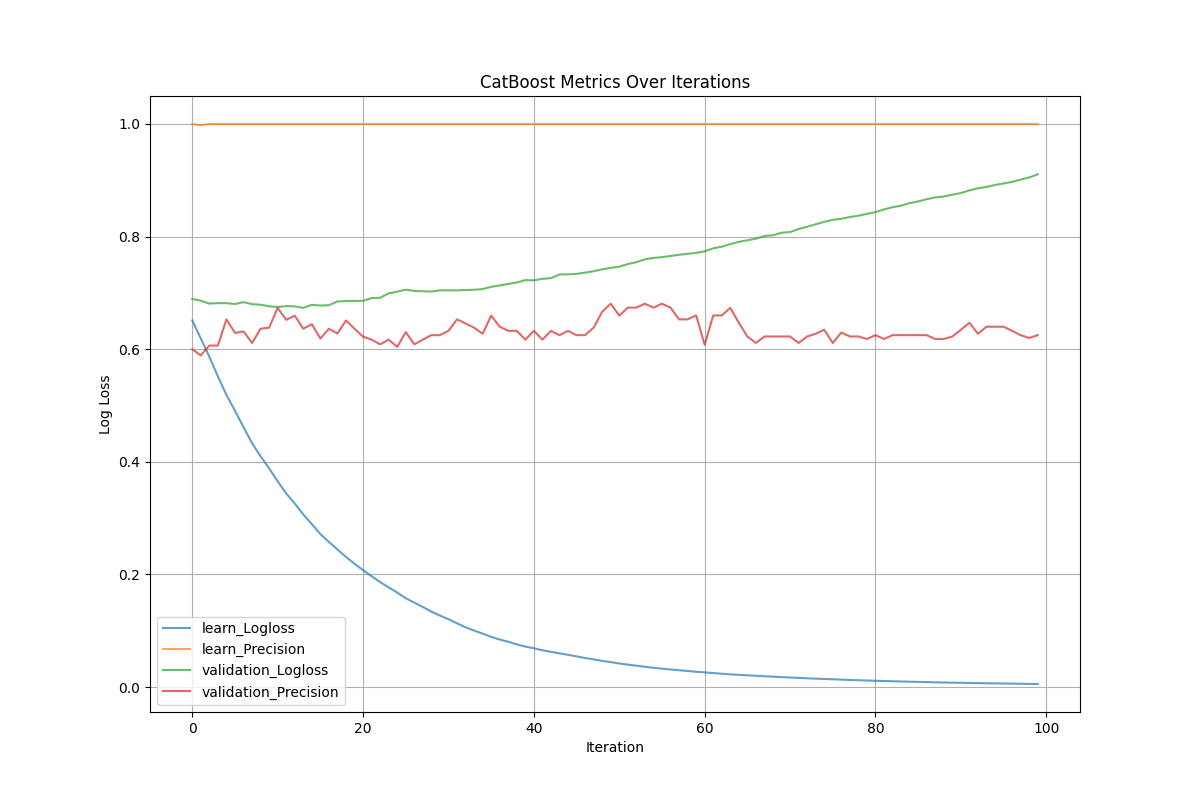 CatBoost Metrics Over Iterations
1.0
0.8
0.6
0.4
0.2
0.0
Log Loss
learn_Logloss
learn_Precision
validation_Logloss
validation_Precision
0 20 40 60 80 100
Iteration